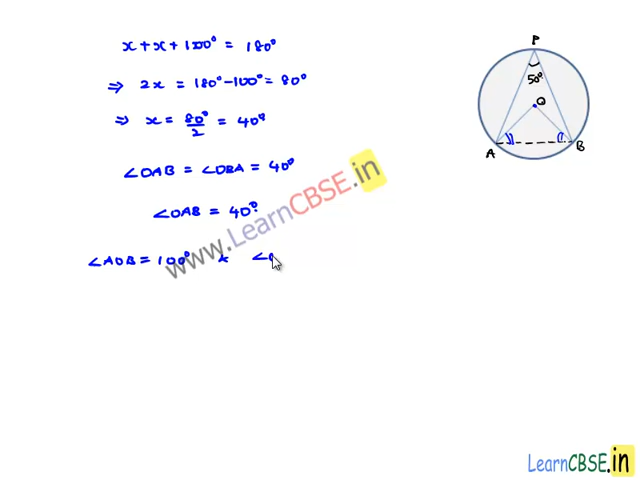 x + x + 100° = 180°
⇒ 2x = 180° - 100° = 80°
⇒ x = 80°/2 = 40°
∠OAB = ∠OBA = 40°
∠OAB = 40°.
∠AOB = 100° &
P
50°
O
A
B
www.LearnCBSE.in
LearnCBSE.in